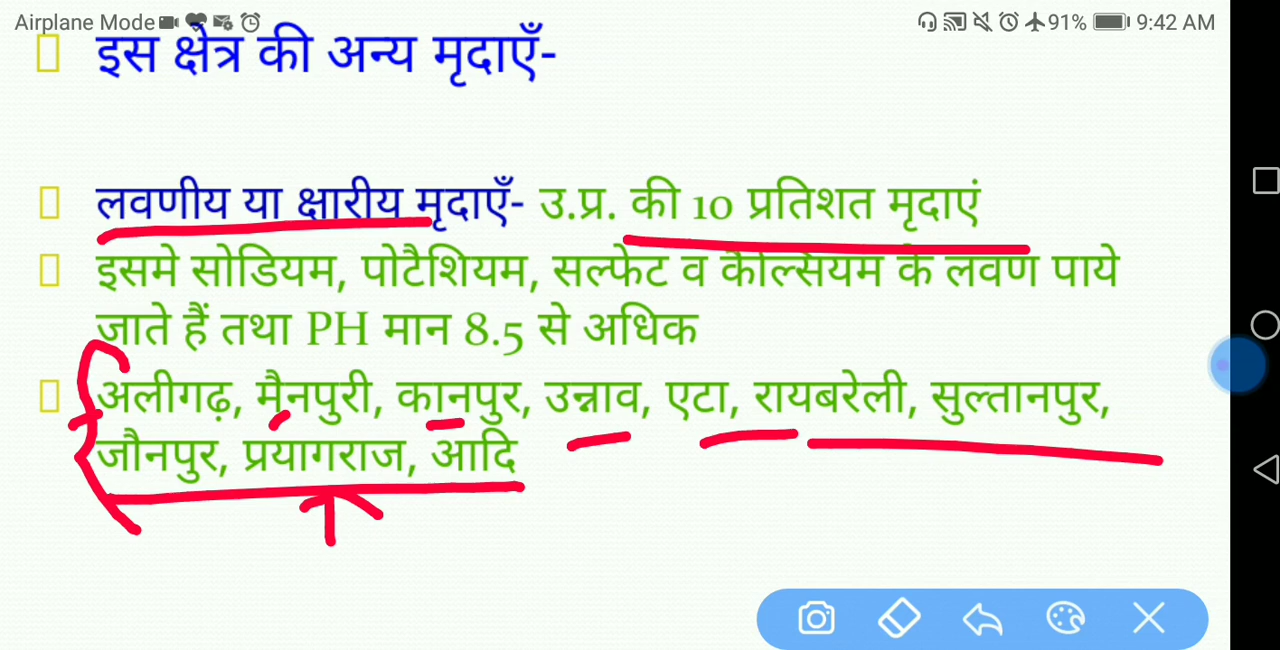 Airplane Mode 91% 9:42 AM
इस क्षेत्र की अन्य मृदाएँ-
लवणीय या क्षारीय मृदाएँ- उ.प्र. की 10 प्रतिशत मृदाएं
इसमे सोडियम, पोटैशियम, सल्फेट व कैल्सियम के लवण पाये
जाते हैं तथा PH मान 8.5 से अधिक
अलीगढ़, मैनपुरी, कानपुर, उन्नाव, एटा, रायबरेली, सुल्तानपुर,
जौनपुर, प्रयागराज, आदि